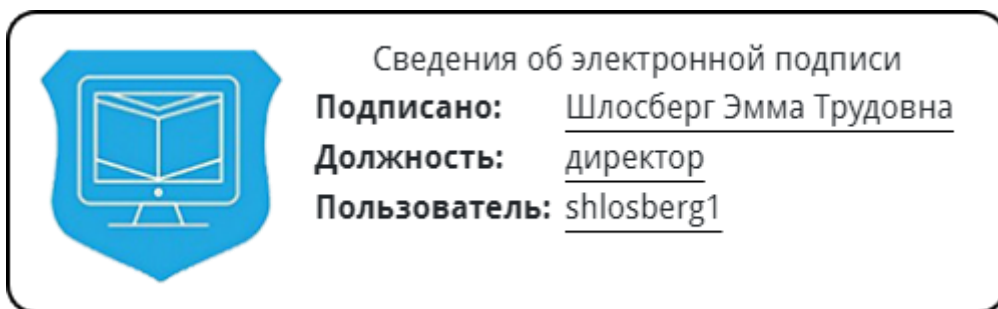 Сведения об электронной подписи
Подписано: Шлосберг Эмма Трудовна
Должность: директор
Пользователь: shlosberg1